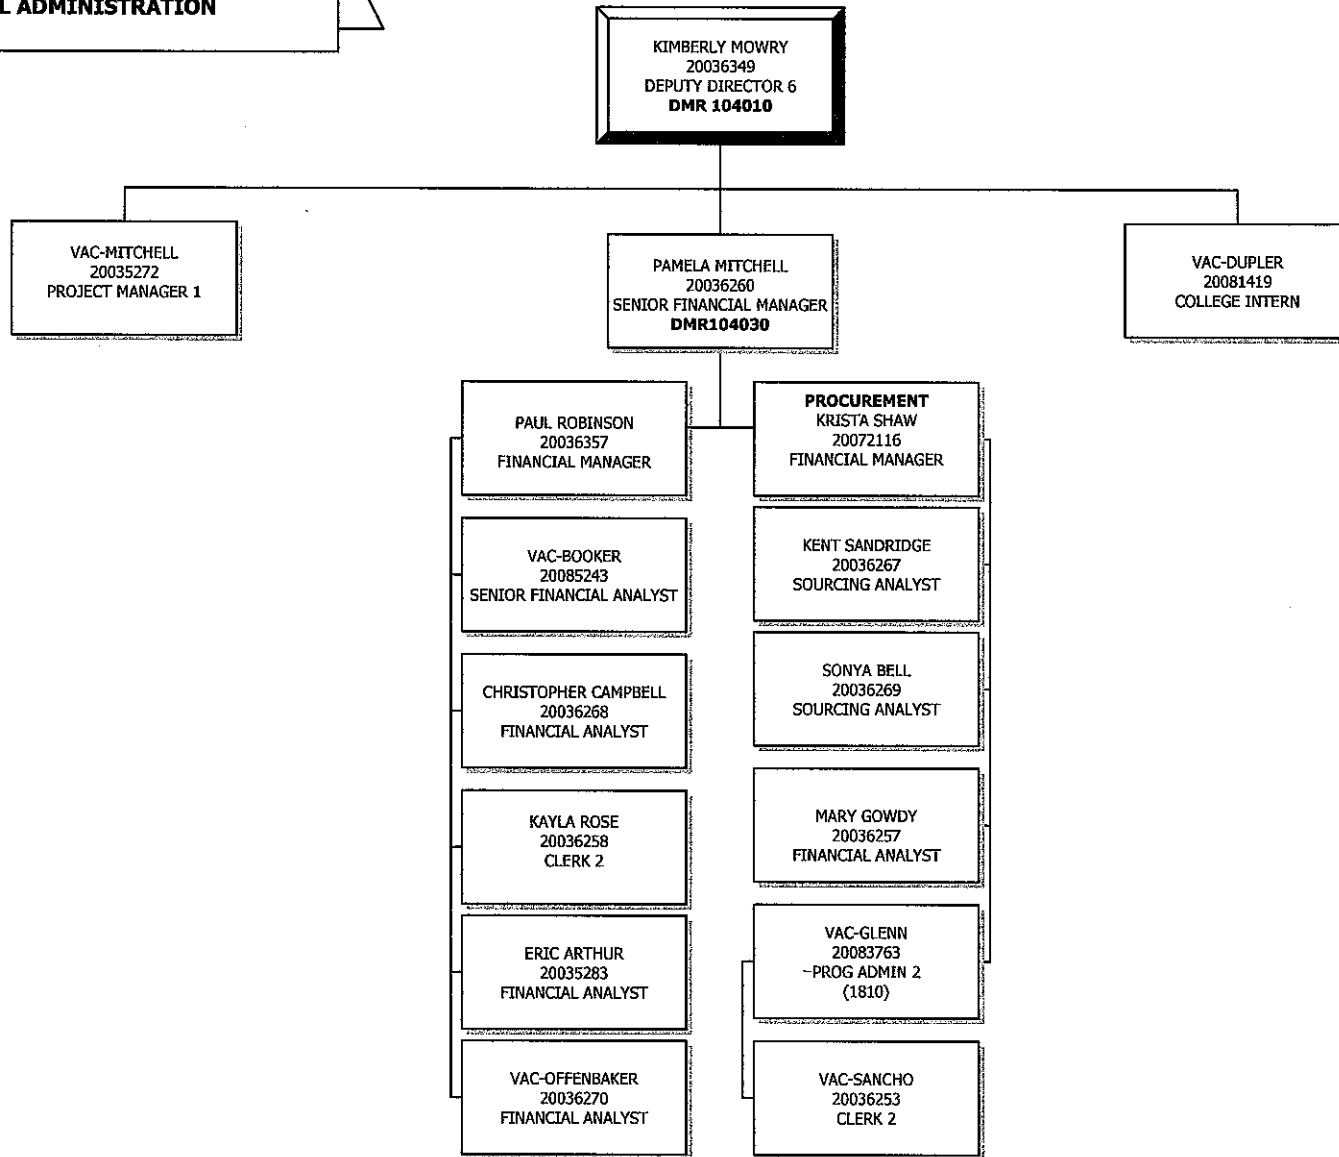 L ADMINISTRATION
KIMBERLY MOWRY
20036349
DEPUTY DIRECTOR 6
DMR 104010
VAC-MITCHELL
20035272
PROJECT MANAGER 1
PAMELA MITCHELL
20036260
SENIOR FINANCIAL MANAGER
DMR104030
VAC-DUPLER
20081419
COLLEGE INTERN
PAUL ROBINSON
20036357
FINANCIAL MANAGER
VAC-BOOKER
20085243
SENIOR FINANCIAL ANALYST
CHRISTOPHER CAMPBELL
20036268
FINANCIAL ANALYST
KAYLA ROSE
20036258
CLERK 2
ERIC ARTHUR
20035283
FINANCIAL ANALYST
VAC-OFFENBAKER
20036270
FINANCIAL ANALYST
PROCUREMENT
KRISTA SHAW
20072116
FINANCIAL MANAGER
KENT SANDRIDGE
20036267
SOURCING ANALYST
SONYA BELL
20036269
SOURCING ANALYST
MARY GOWDY
20036257
FINANCIAL ANALYST
VAC-GLENN
20083763
-PROG ADMIN 2
(1810)
VAC-SANCHO
20036253
CLERK 2